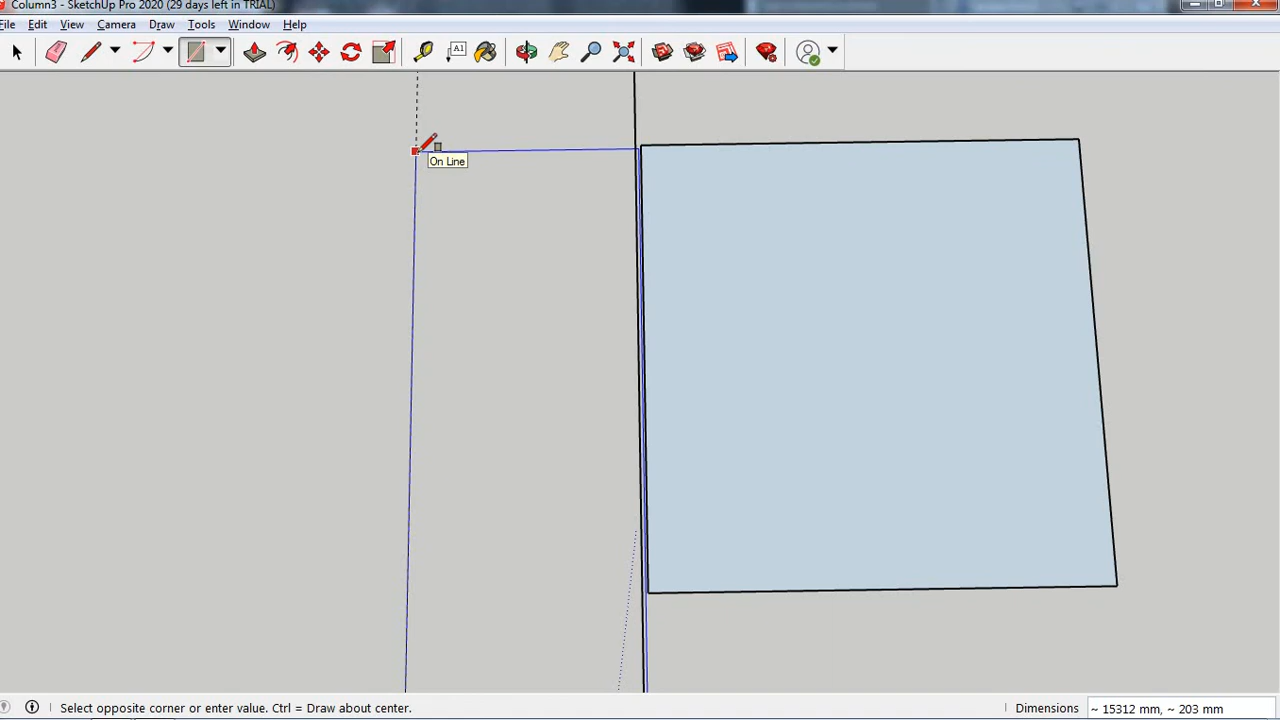 Column3 - SketchUp Pro 2020 (29 days left in TRIAL)
File Edit View Camera Draw Tools Window Help
A1
On Line
Select opposite corner or enter value. Ctrl = Draw about center. Dimensions ~ 15312 mm, ~ 203 mm